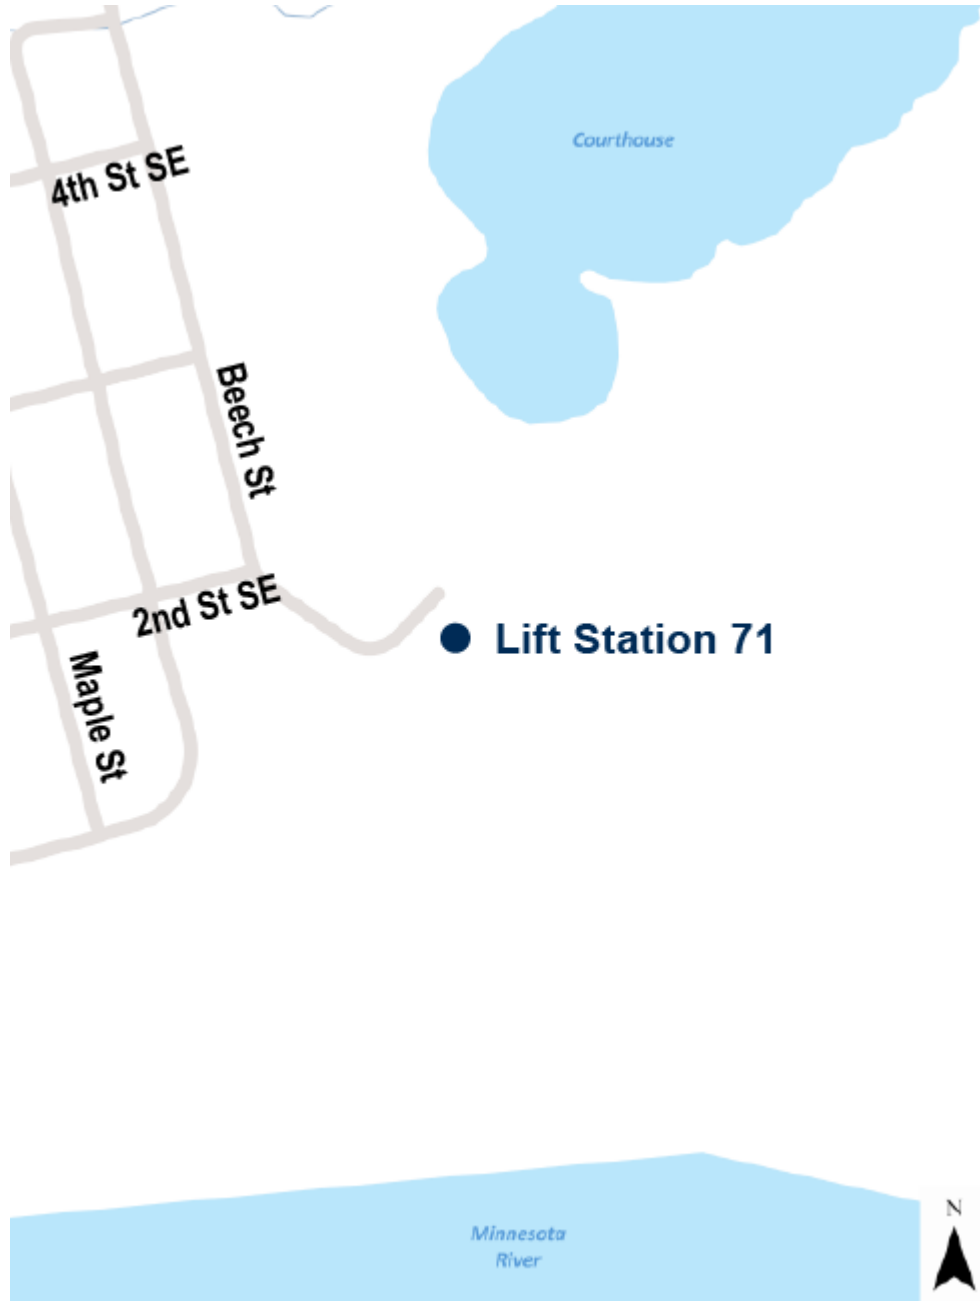 Courthouse
4th St SE
Beech St
2nd St SE
Lift Station 71
Maple St
N
Minnesota
River